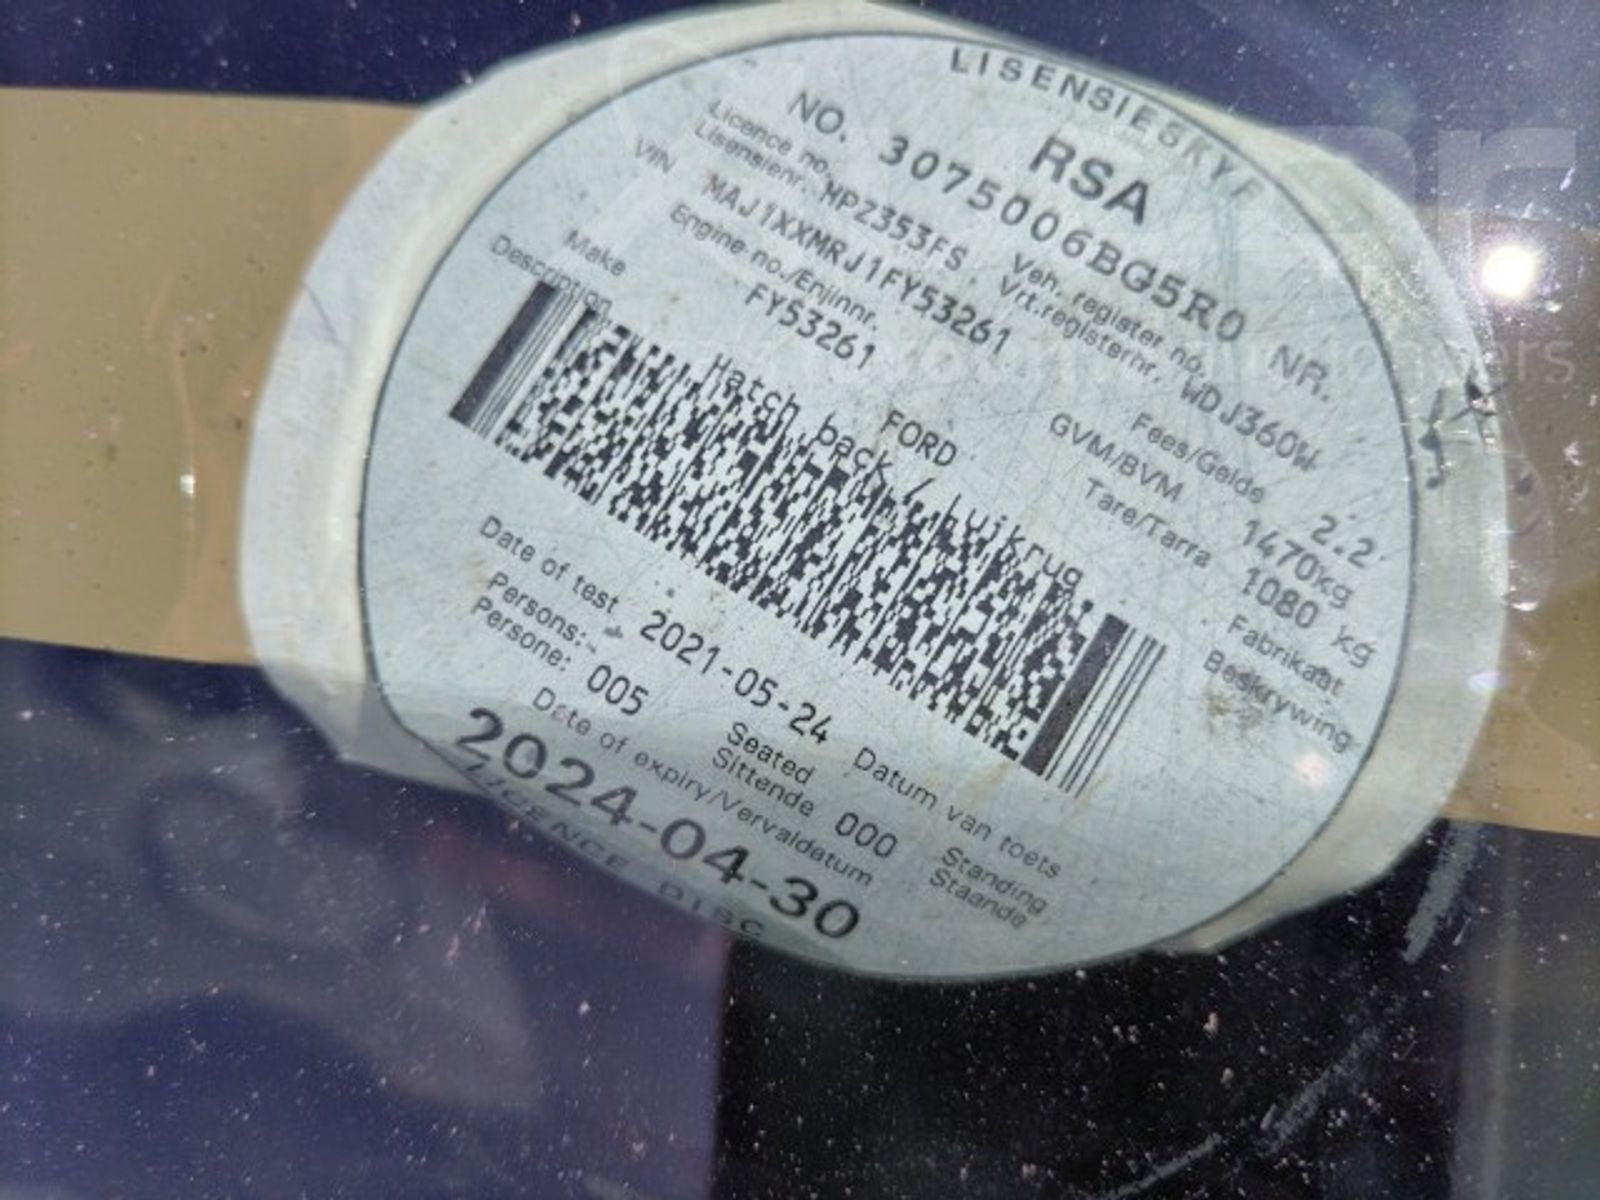 LISENSIESKYF
RSA
NO. 3075006BG5R0 NR.
Licence no. Veh. register no.
Lisensienr. HPZ353FS Vrt.registernr. WDJ360W
VIN MAJ1XXMRJ1FY53261 Fees/Gelde 2.2
Engine no./Enjinnr. GVM/BVM 1470kg
FY53261 Tare/Tarra 1080 kg
Make FORD Fabrikaat
Description Hatch back / Luikrug Beskrywing
Date of test 2021-05-24 Datum van toets
Persons: Seated Standing
Persone: 005 Sittende 000 Staande
Date of expiry/Vervaldatum
2024-04-30
LICENCE DISC